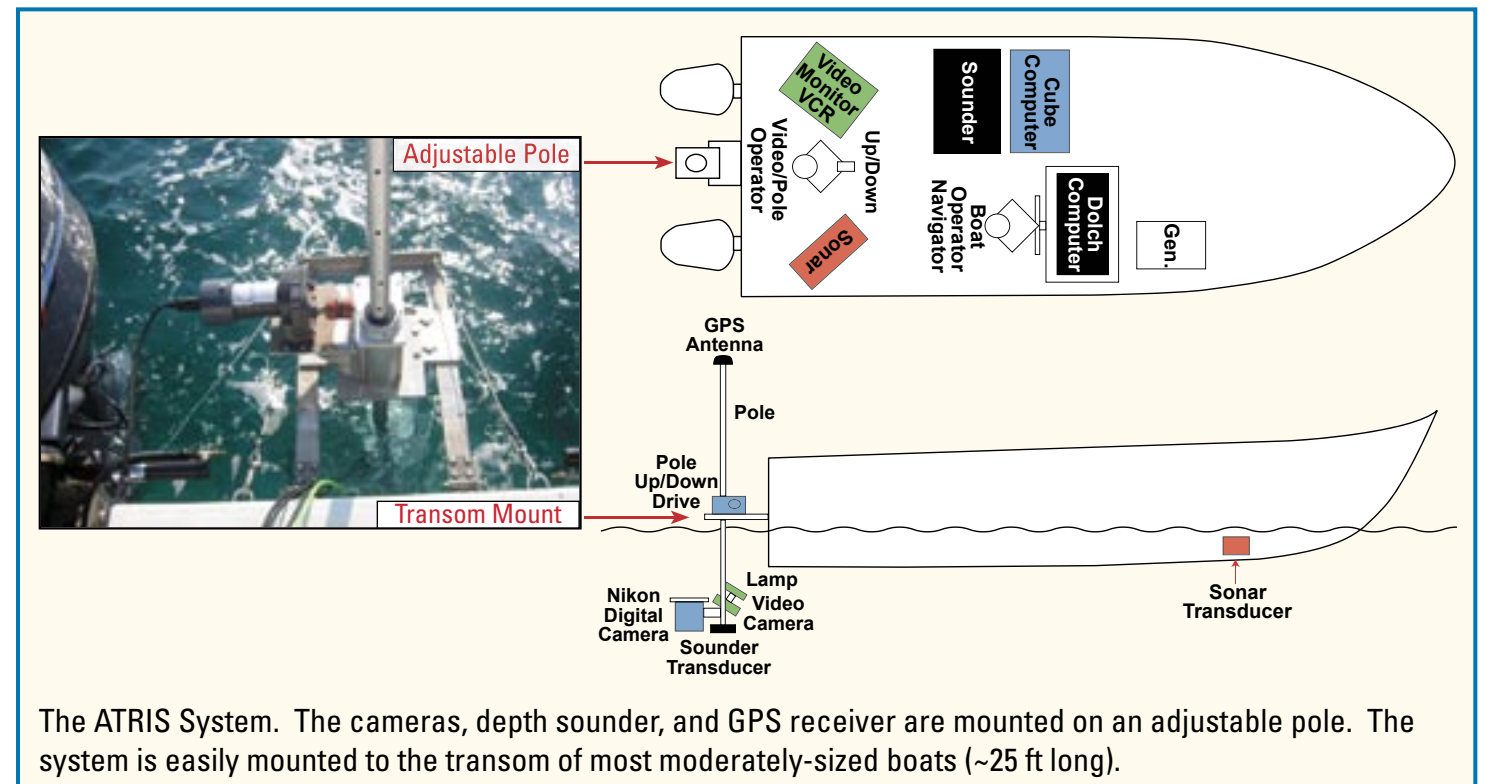 Adjustable Pole
Transom Mount
Video
Monitor
VCR
Video/Pole
Operator
Up/Down
Sonar
Sounder
Cube
Computer
Boat
Operator
Navigator
Dolch
Computer
Gen.
GPS
Antenna
Pole
Pole
Up/Down
Drive
Nikon
Digital
Camera
Lamp
Video
Camera
Sounder
Transducer
Sonar
Transducer
The ATRIS System. The cameras, depth sounder, and GPS receiver are mounted on an adjustable pole. The
system is easily mounted to the transom of most moderately-sized boats (~25 ft long).